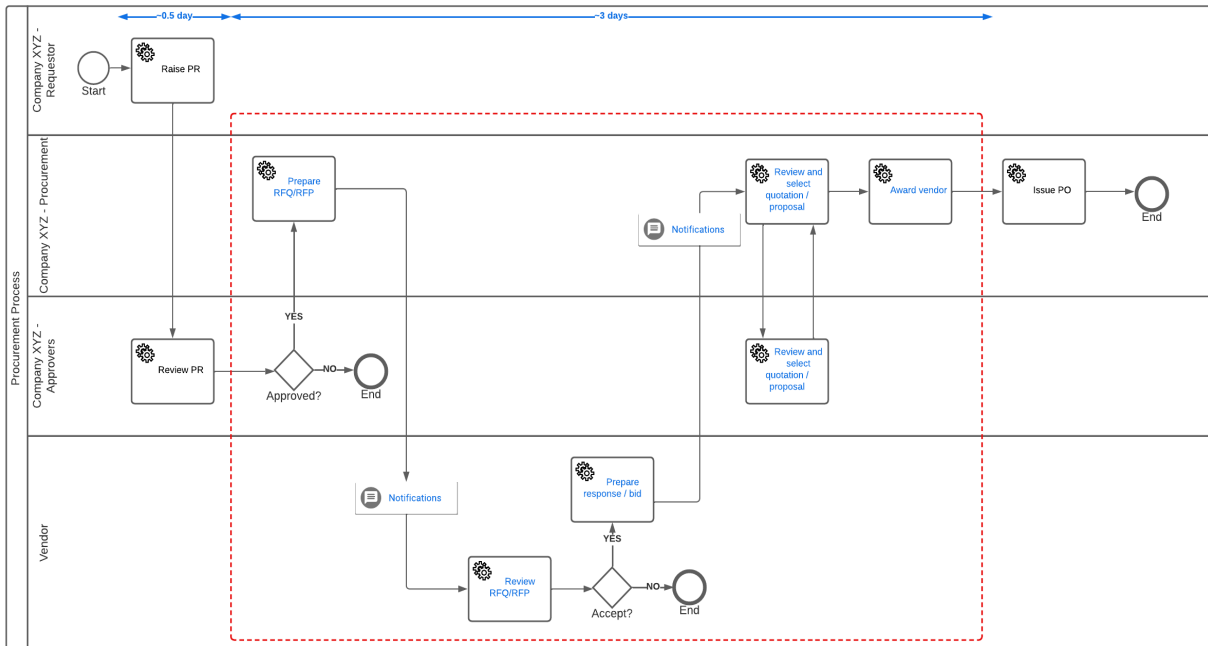 ~0.5 day
~3 days
Procurement Process
Company XYZ -
Requestor
Start
Raise PR
Company XYZ - Procurement
Prepare
RFQ/RFP
Notifications
Review and
select
quotation /
proposal
Award vendor
Issue PO
End
Company XYZ -
Approvers
Review PR
YES
Approved?
NO
End
Review and
select
quotation /
proposal
Vendor
Notifications
Review
RFQ/RFP
Prepare
response / bid
YES
Accept?
NO
End